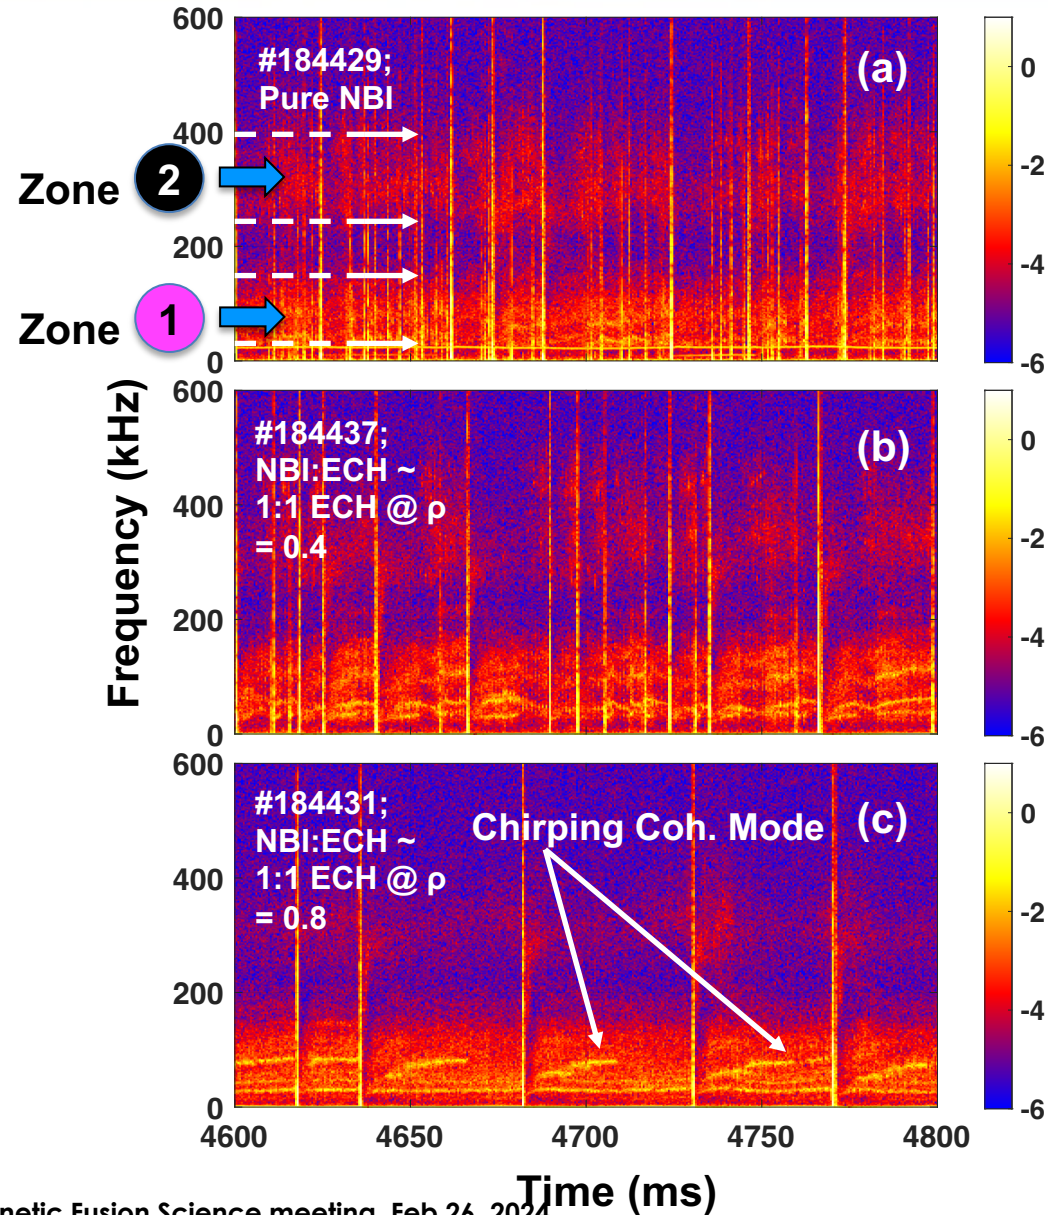 600
#184429;
Pure NBI
(a)
400
Zone 2
200
Zone 1
0
0
-2
-4
-6
Frequency (kHz)
600
#184437;
NBI:ECH ~
1:1 ECH @ ρ
= 0.4
(b)
400
200
0
0
-2
-4
-6
600
#184431;
NBI:ECH ~
1:1 ECH @ ρ
= 0.8
Chirping Coh. Mode
(c)
400
200
0
0
-2
-4
-6
4600 4650 4700 4750 4800
Time (ms)
netic Fusion Science meeting, Feb 26, 2024